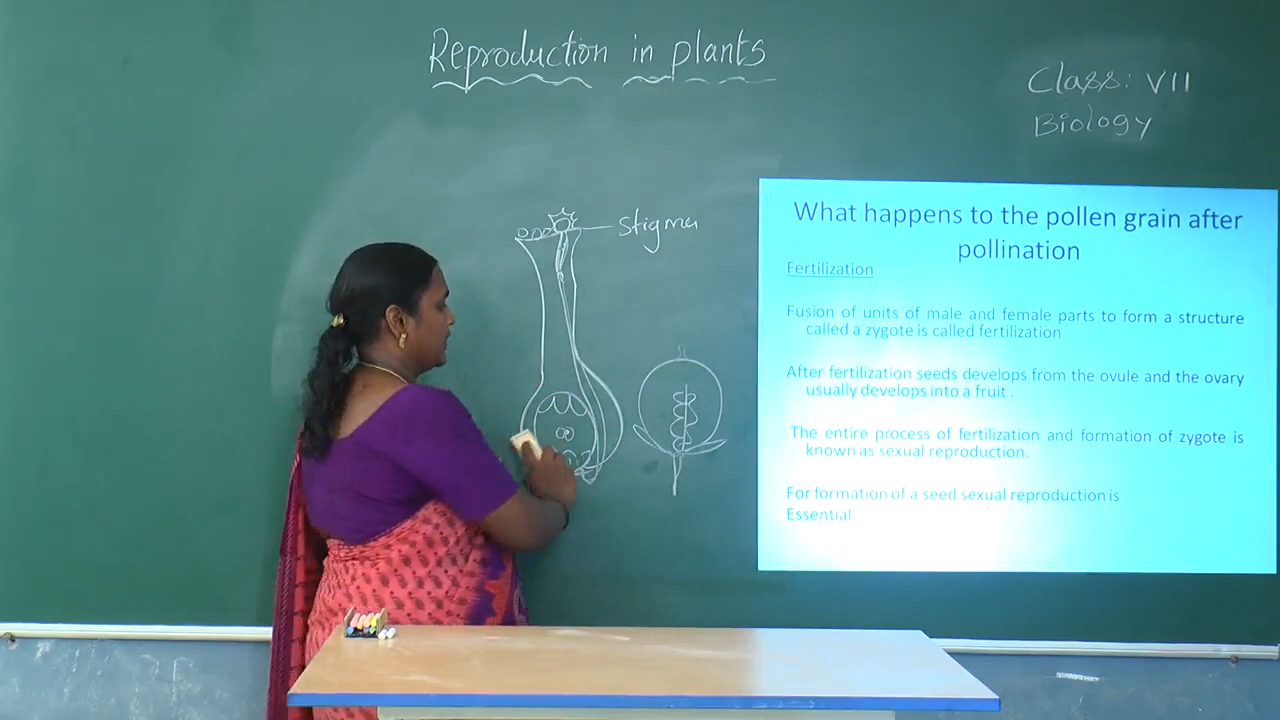 Reproduction in plants
Class: VII
Biology
Stigma
What happens to the pollen grain after
pollination
Fertilization
Fusion of units of male and female parts to form a structure
called a zygote is called fertilization
After fertilization seeds develops from the ovule and the ovary
usually develops into a fruit .
The entire process of fertilization and formation of zygote is
known as sexual reproduction.
For formation of a seed sexual reproduction is
Essential.